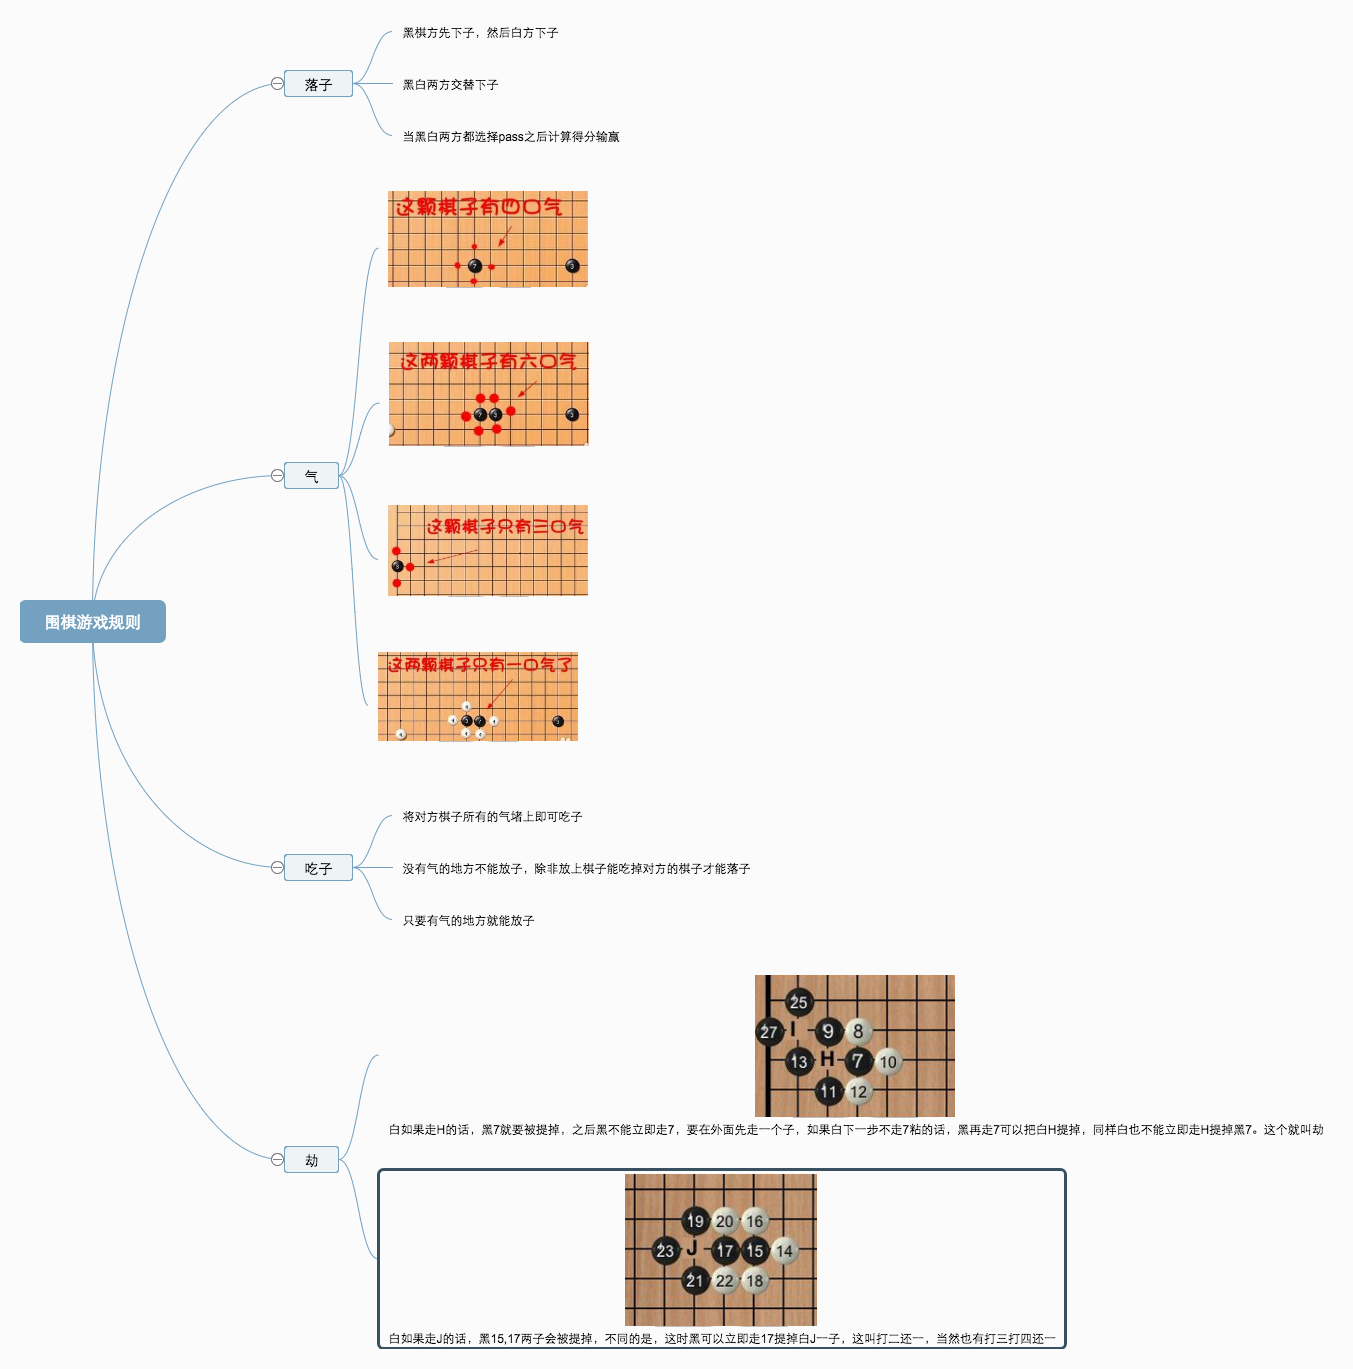 围棋游戏规则
落子
黑棋方先下子，然后白方下子
黑白两方交替下子
当黑白两方都选择pass之后计算得分输赢
气
这颗棋子有四口气
7
3
这两颗棋子有六口气
7 5 3
这颗棋子只有三口气
这两颗棋子只有一口气了
吃子
将对方棋子所有的气堵上即可吃子
没有气的地方不能放子，除非放上棋子能吃掉对方的棋子才能落子
只要有气的地方就能放子
劫
25
27 I 9 8
13 H 7 10
11 12
白如果走H的话，黑7就要被提掉，之后黑不能立即走7，要在外面先走一个子，如果白下一步不走7粘的话，黑再走7可以把白H提掉，同样白也不能立即走H提掉黑7。这个就叫劫
19 20 16
23 J 17 15 14
21 22 18
白如果走J的话，黑15,17两子会被提掉，不同的是，这时黑可以立即走17提掉白J一子，这叫打二还一，当然也有打三打四还一